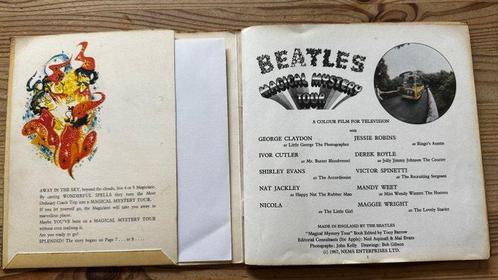 AWAY IN THE SKY, beyond the clouds, live 4 or 5 Magicians.
By casting WONDERFUL SPELLS they turn the Most
Ordinary Coach Trip into a MAGICAL MYSTERY TOUR.
If you let yourself go, the Magicians will take you away to
marvellous places.
Maybe YOU'VE been on a MAGICAL MYSTERY TOUR
without even realising it.
Are you ready to go?
SPLENDID! The story began on Page 7 . . . or 8 . . . .
BEATLES
MAGICAL MYSTERY
TOUR
A COLOUR FILM FOR TELEVISION
with
GEORGE CLAYDON
as Little George The Photographer
JESSIE ROBINS
as Ringo's Auntie
IVOR CUTLER
as Mr. Buster Bloodvessel
DEREK ROYLE
as Jolly Jimmy Johnson The Courier
SHIRLEY EVANS
as The Accordionist
VICTOR SPINETTI
as The Recruiting Sergeant
NAT JACKLEY
as Happy Nat The Rubber Man
MANDY WEET
as Miss Wendy Winters The Hostess
NICOLA
as The Little Girl
MAGGIE WRIGHT
as The Lovely Starlet
MADE IN ENGLAND BY THE BEATLES
"Magical Mystery Tour" Book Edited by Tony Barrow
Editorial Consultants (for Apple): Neil Aspinall and Mal Evans
Photographs: John Kelly. Drawings: Bob Gibson
(c) 1967, NEMS ENTERPRISES LTD.